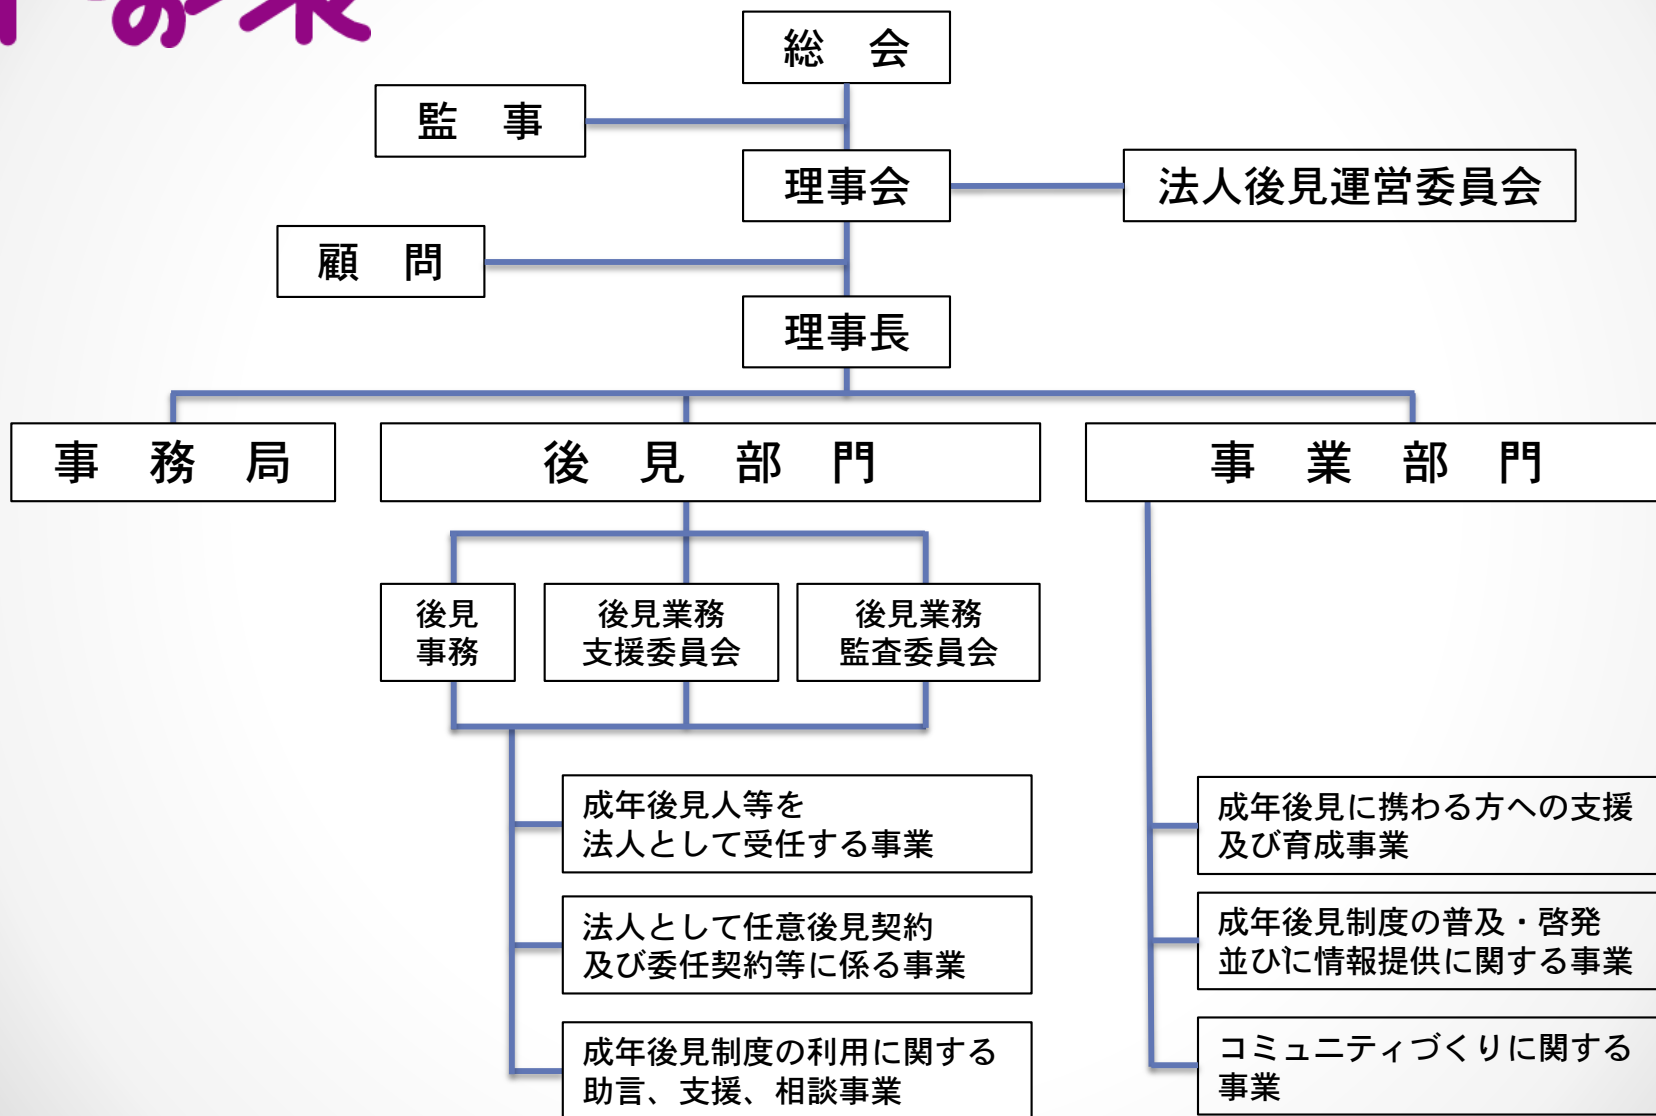 総　会
監　事
理事会
法人後見運営委員会
顧　問
理事長
事　務　局
後　見　部　門
事　業　部　門
後見
事務
後見業務
支援委員会
後見業務
監査委員会
成年後見人等を
法人として受任する事業
法人として任意後見契約
及び委任契約等に係る事業
成年後見制度の利用に関する
助言、支援、相談事業
成年後見に携わる方への支援
及び育成事業
成年後見制度の普及・啓発
並びに情報提供に関する事業
コミュニティづくりに関する
事業